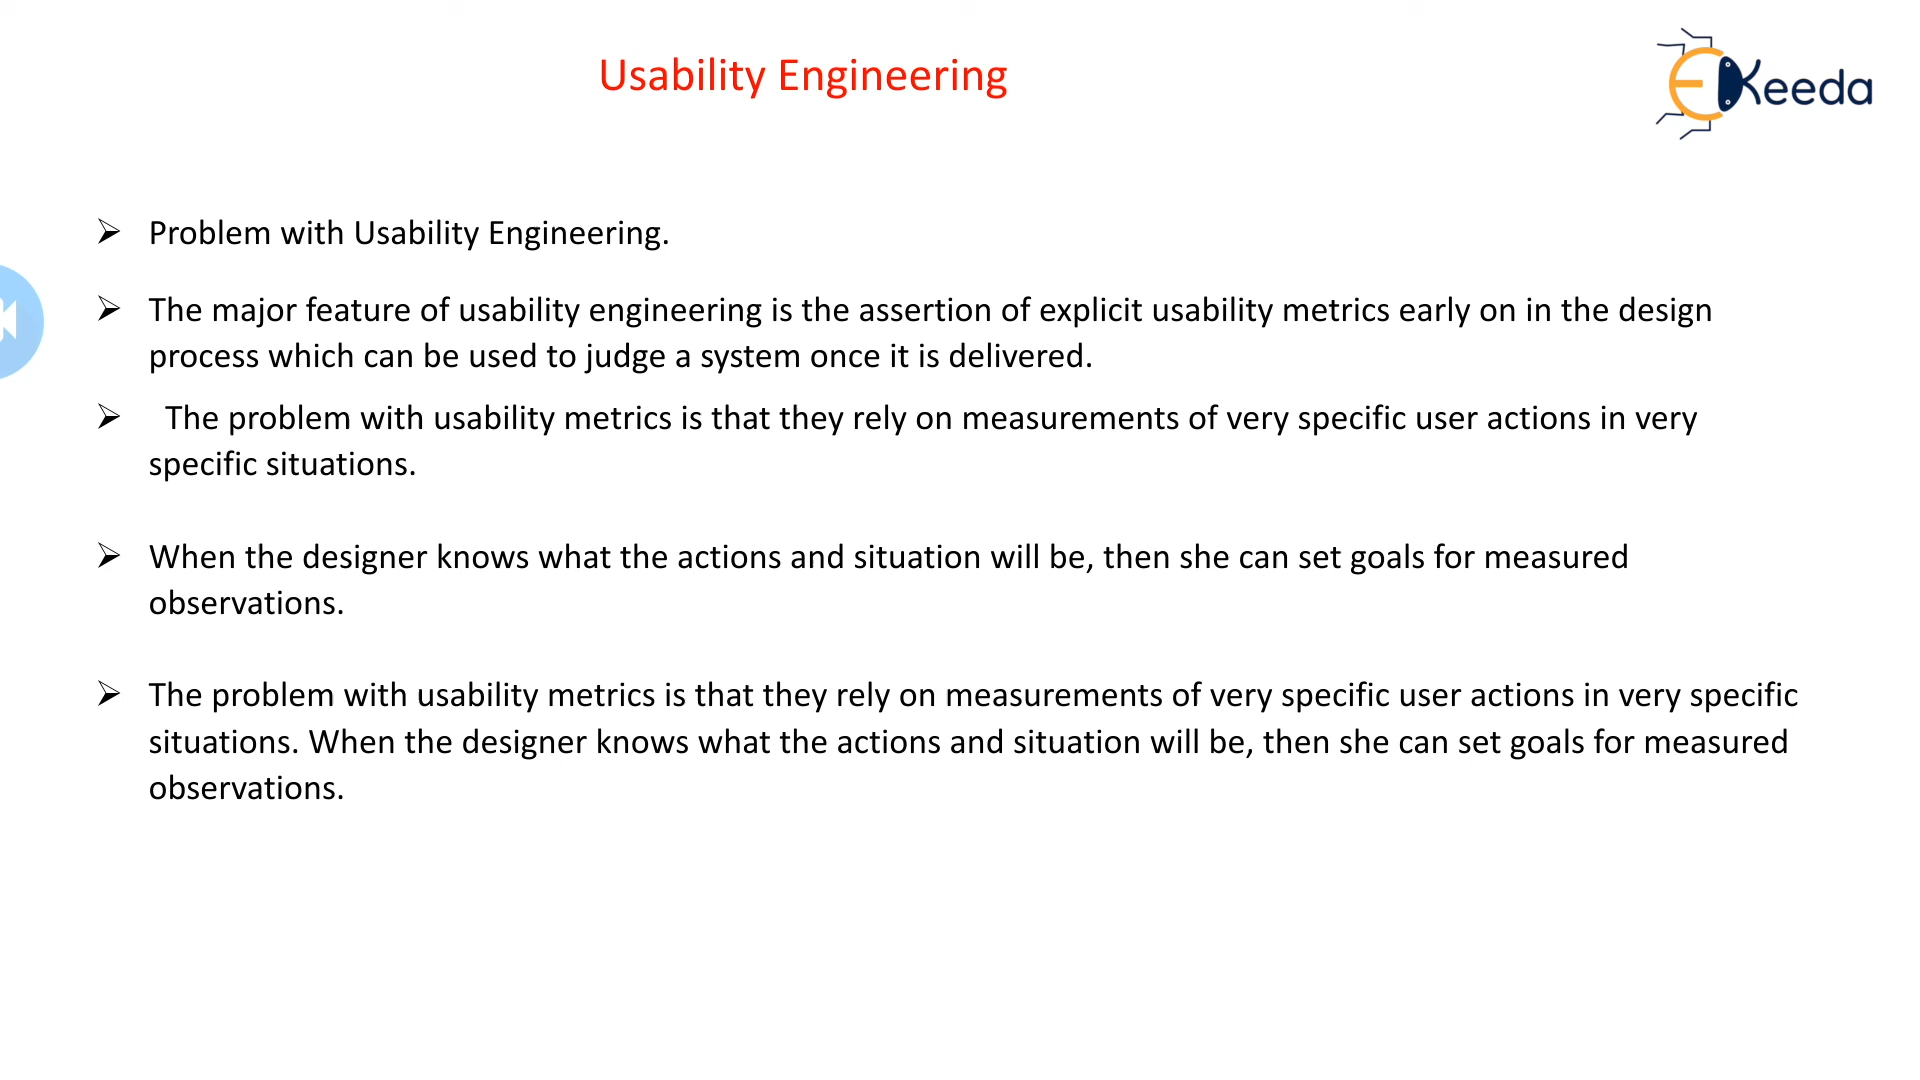 Usability Engineering
EKeeda
Problem with Usability Engineering.
The major feature of usability engineering is the assertion of explicit usability metrics early on in the design
process which can be used to judge a system once it is delivered.
The problem with usability metrics is that they rely on measurements of very specific user actions in very
specific situations.
When the designer knows what the actions and situation will be, then she can set goals for measured
observations.
The problem with usability metrics is that they rely on measurements of very specific user actions in very specific
situations. When the designer knows what the actions and situation will be, then she can set goals for measured
observations.